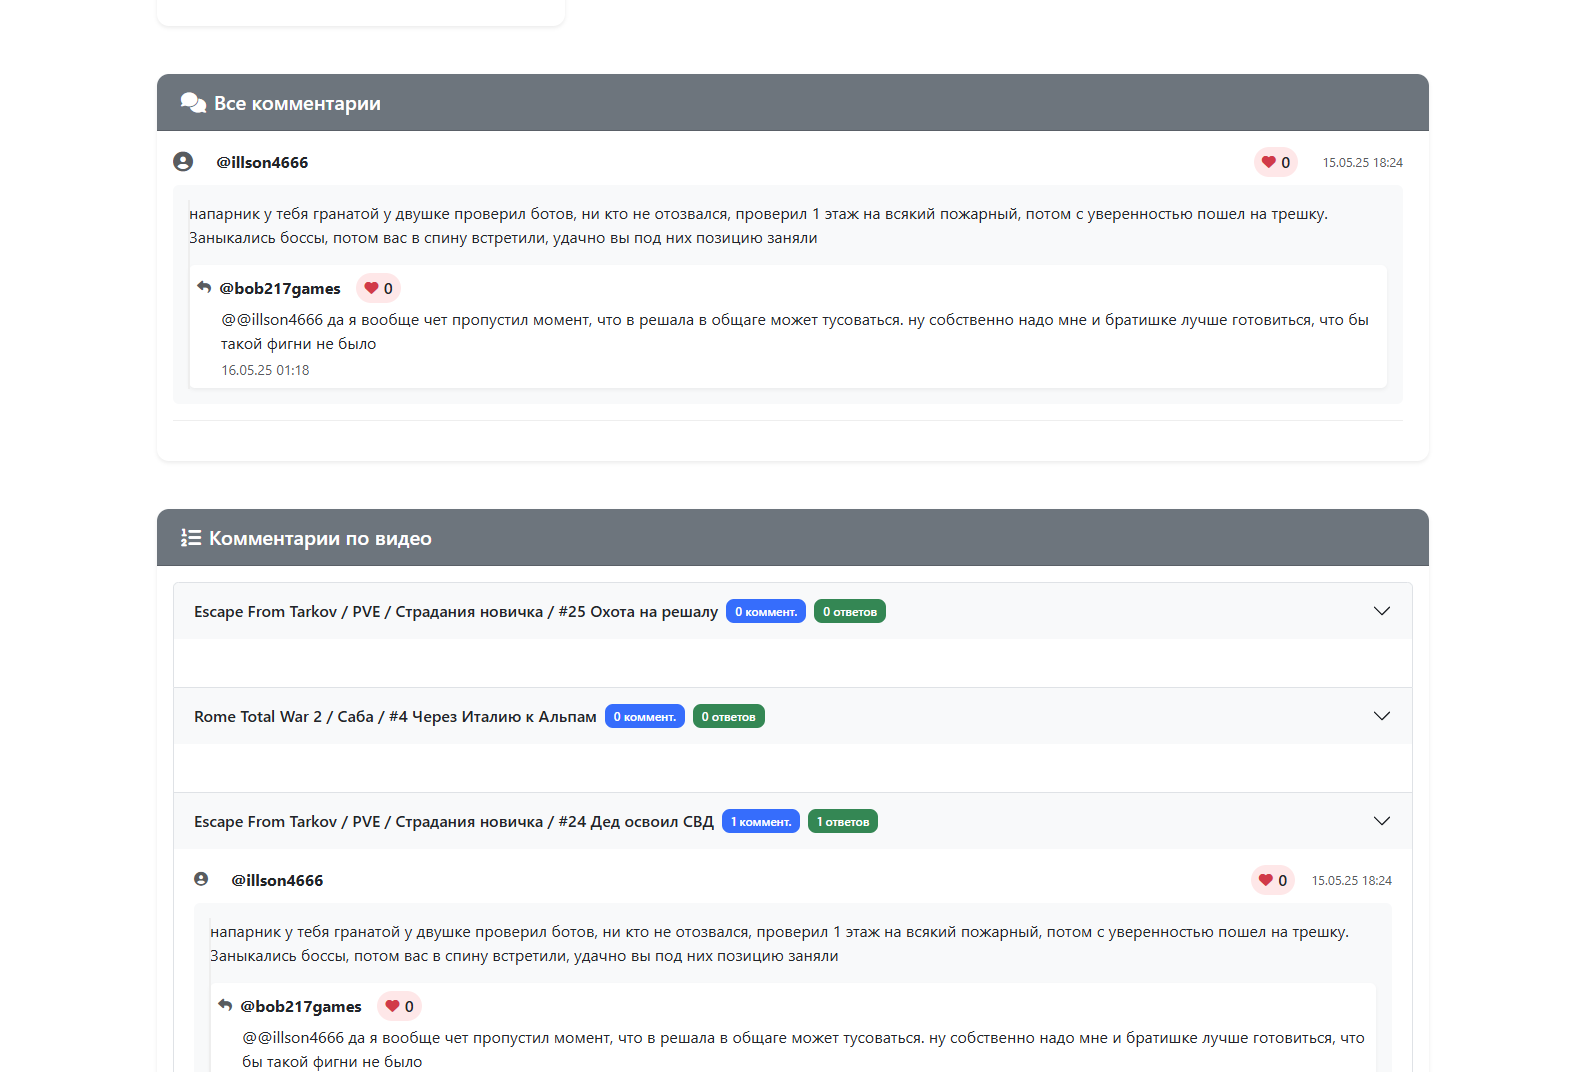 Все комментарии
@illson4666
0
15.05.25 18:24
напарник у тебя гранатой у двушке проверил ботов, ни кто не отозвался, проверил 1 этаж на всякий пожарный, потом с уверенностью пошел на трешку.
Заныкались боссы, потом вас в спину встретили, удачно вы под них позицию заняли
@bob217games
0
@@illson4666 да я вообще чет пропустил момент, что в решала в общаге может тусоваться. ну собственно надо мне и братишке лучше готовиться, что бы
такой фигни не было
16.05.25 01:18
Комментарии по видео
Escape From Tarkov / PVE / Страдания новичка / #25 Охота на решалу 0 коммент. 0 ответов
Rome Total War 2 / Саба / #4 Через Италию к Альпам 0 коммент. 0 ответов
Escape From Tarkov / PVE / Страдания новичка / #24 Дед освоил СВД 1 коммент. 1 ответов
@illson4666
0
15.05.25 18:24
напарник у тебя гранатой у двушке проверил ботов, ни кто не отозвался, проверил 1 этаж на всякий пожарный, потом с уверенностью пошел на трешку.
Заныкались боссы, потом вас в спину встретили, удачно вы под них позицию заняли
@bob217games
0
@@illson4666 да я вообще чет пропустил момент, что в решала в общаге может тусоваться. ну собственно надо мне и братишке лучше готовиться, что
бы такой фигни не было